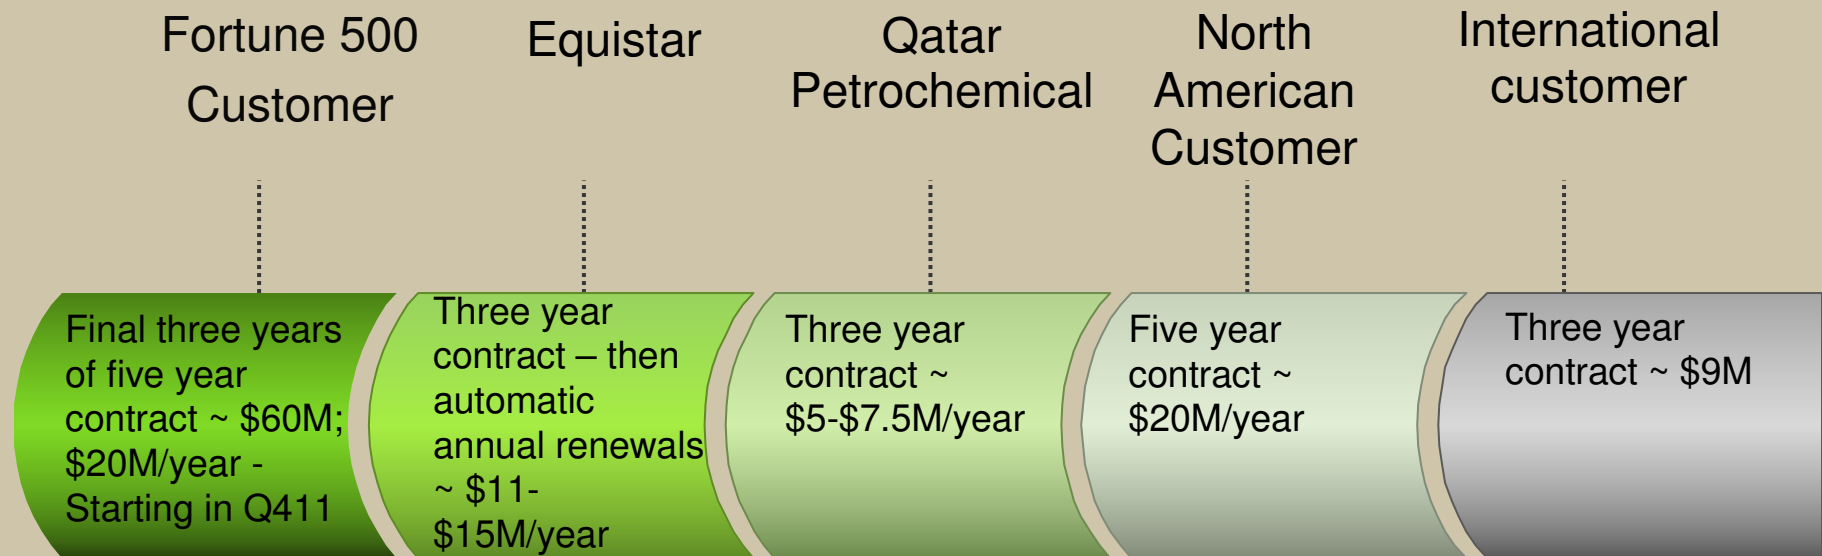 Fortune 500
Customer
Equistar
Qatar
Petrochemical
North
American
Customer
International
customer
Final three years
of five year
contract ~ $60M;
$20M/year -
Starting in Q411
Three year
contract – then
automatic
annual renewals
~ $11-
$15M/year
Three year
contract ~
$5-$7.5M/year
Five year
contract ~
$20M/year
Three year
contract ~ $9M